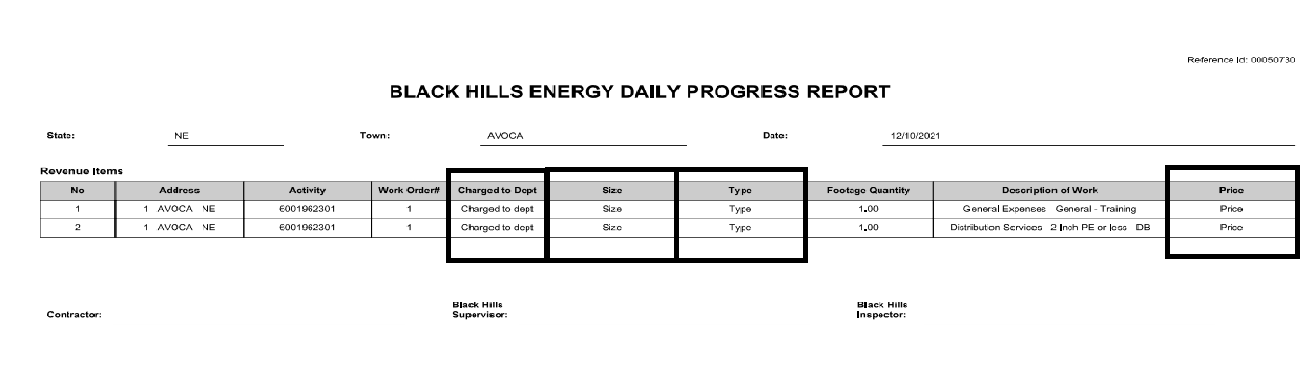 Reference Id: 00050730
BLACK HILLS ENERGY DAILY PROGRESS REPORT
State: NE Town: AVOCA Date: 12/10/2021
Revenue Items
No Address Activity Work Order# Charged to Dept Size Type Footage Quantity Description of Work Price
1 1 AVOCA NE 6001962301 1 Charged to dept Size Type 1.00 General Expenses General - Training Price
2 1 AVOCA NE 6001962301 1 Charged to dept Size Type 1.00 Distribution Services 2 Inch PE or less DB Price
Contractor: Black Hills Supervisor: Black Hills Inspector: